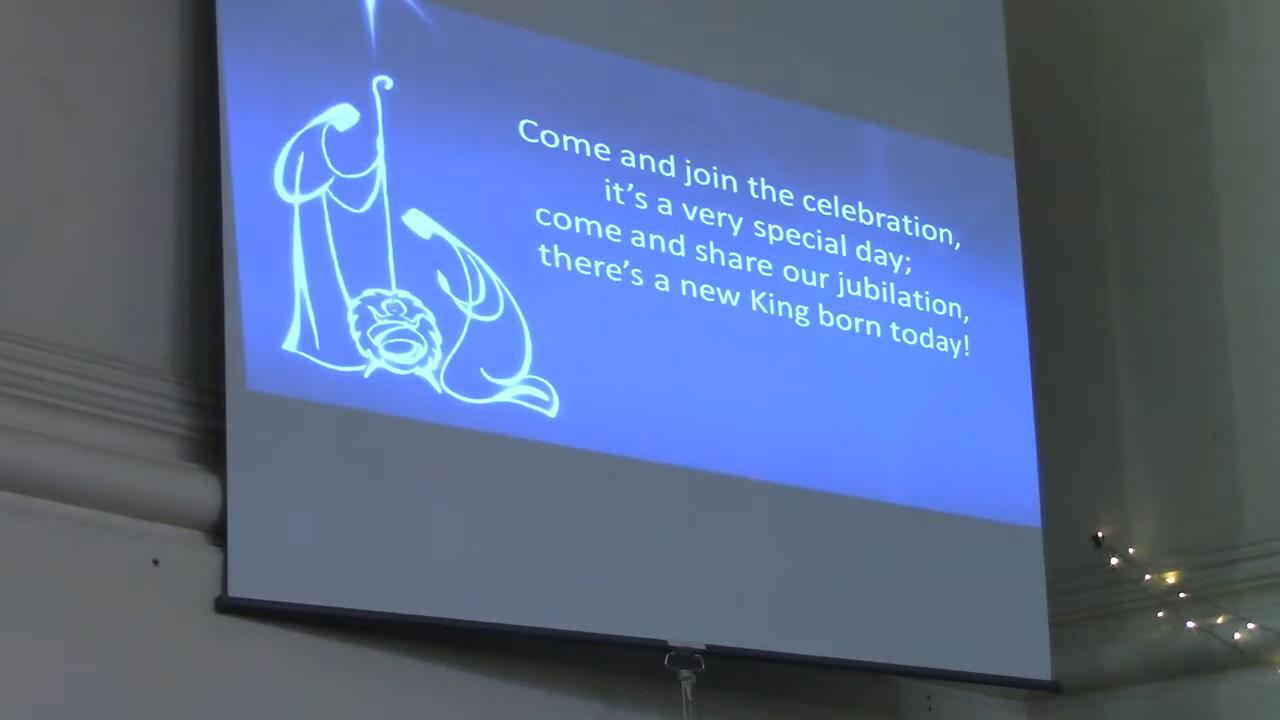 Come and join the celebration,
it’s a very special day;
come and share our jubilation,
there’s a new King born today!